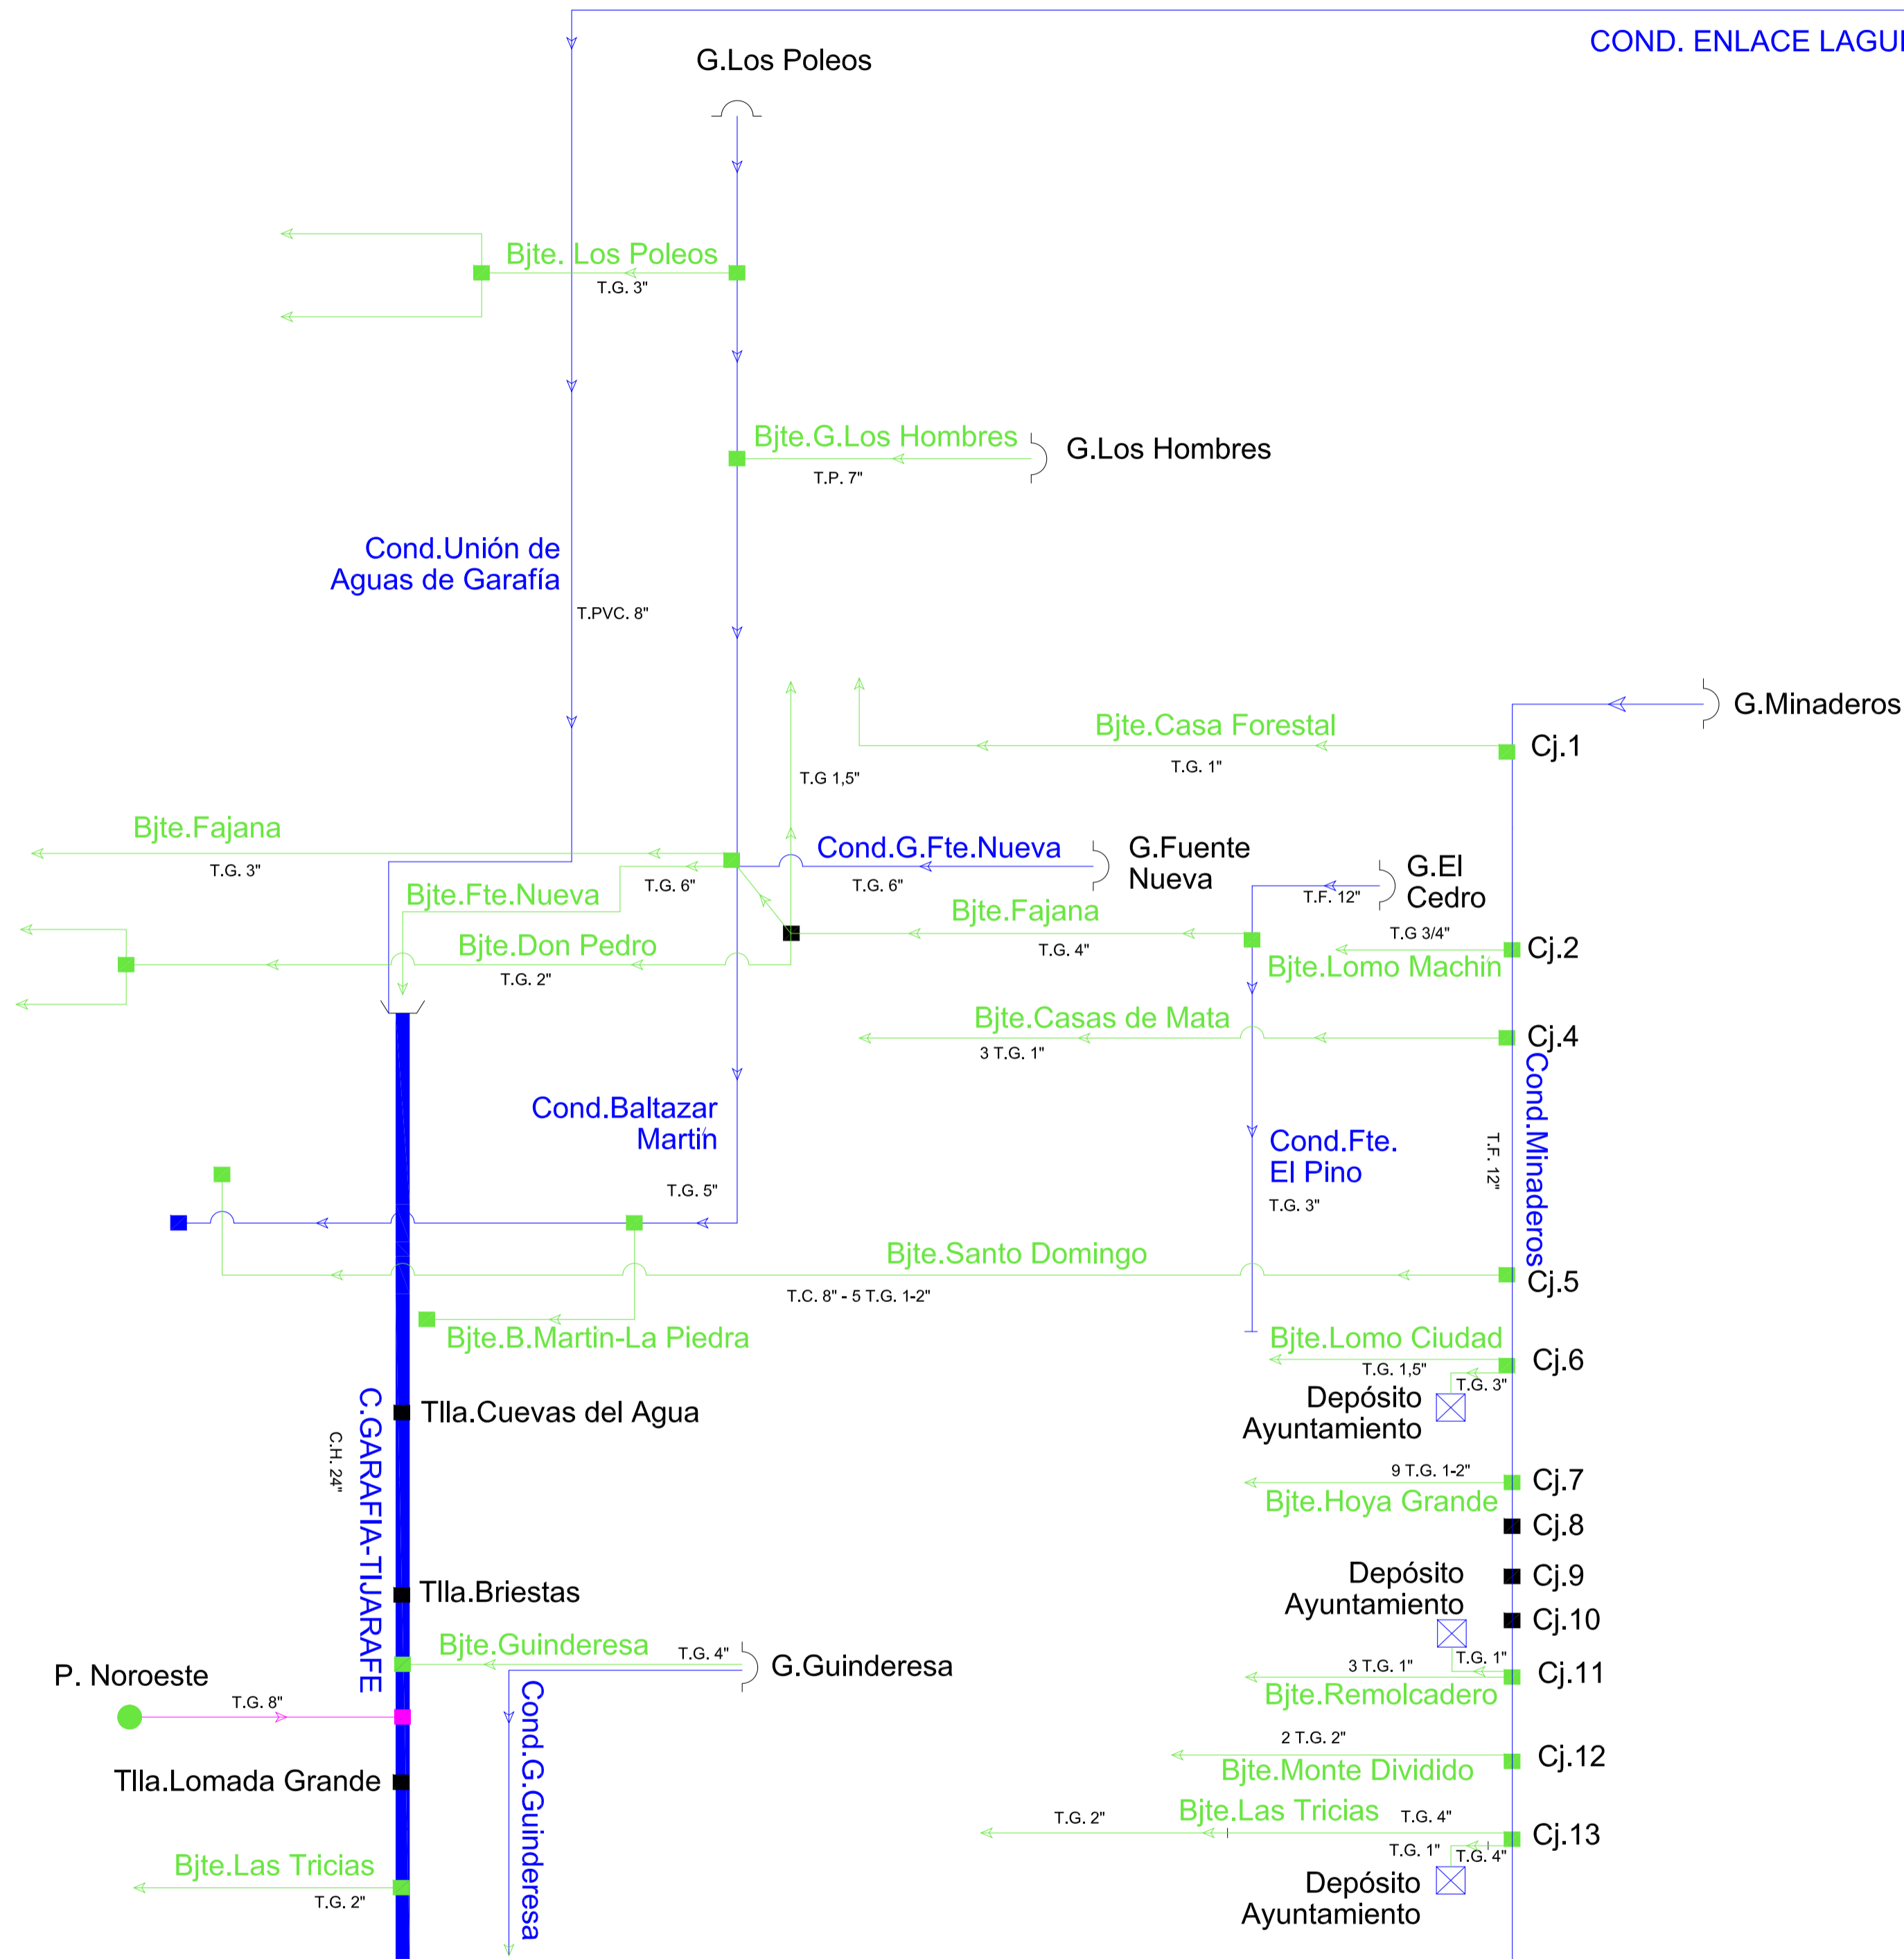 COND. ENLACE LAGU
G.Los Poleos
Bjte. Los Poleos
T.G. 3"
Bjte.G.Los Hombres
G.Los Hombres
T.P. 7"
Cond.Unión de
Aguas de Garafía
T.PVC. 8"
G.Minaderos
Bjte.Casa Forestal
Cj.1
T.G. 1"
T.G 1,5"
Bjte.Fajana
T.G. 3"
Cond.G.Fte.Nueva
T.G. 6"
T.G. 6"
G.Fuente
Nueva
G.El
Cedro
T.F. 12"
Bjte.Fte.Nueva
Bjte.Fajana
T.G. 4"
T.G 3/4"
Cj.2
Bjte.Lomo Machín
Bjte.Don Pedro
T.G. 2"
Bjte.Casas de Mata
3 T.G. 1"
Cj.4
Cond.Minaderos
T.F. 12"
Cond.Baltazar
Martín
T.G. 5"
Cond.Fte.
El Pino
T.G. 3"
Bjte.Santo Domingo
T.C. 8" - 5 T.G. 1-2"
Cj.5
Bjte.B.Martin-La Piedra
Bjte.Lomo Ciudad
T.G. 1,5"
Cj.6
T.G. 3"
Depósito
Ayuntamiento
Tlla.Cuevas del Agua
C.GARAFIA-TIJARAFE
C.H. 24"
9 T.G. 1-2"
Cj.7
Bjte.Hoya Grande
Cj.8
Depósito
Ayuntamiento
Cj.9
Cj.10
Tlla.Briestas
Bjte.Guinderesa
T.G. 4"
G.Guinderesa
T.G. 1"
3 T.G. 1"
Cj.11
Bjte.Remolcadero
P. Noroeste
T.G. 8"
Cond.G.Guinderesa
2 T.G. 2"
Cj.12
Bjte.Monte Dividido
Tlla.Lomada Grande
T.G. 2"
Bjte.Las Tricias
T.G. 4"
Cj.13
T.G. 1"
T.G. 4"
Depósito
Ayuntamiento
Bjte.Las Tricias
T.G. 2"